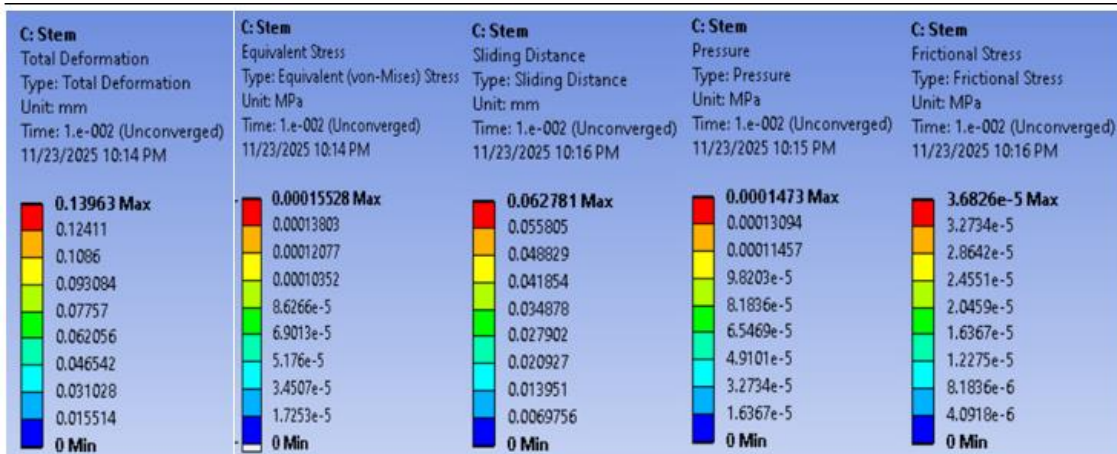 C: Stem
Total Deformation
Type: Total Deformation
Unit: mm
Time: 1.e-002 (Unconverged)
11/23/2025 10:14 PM
0.13963 Max
0.12411
0.1086
0.093084
0.07757
0.062056
0.046542
0.031028
0.015514
0 Min
C: Stem
Equivalent Stress
Type: Equivalent (von-Mises) Stress
Unit: MPa
Time: 1.e-002 (Unconverged)
11/23/2025 10:14 PM
0.00015528 Max
0.00013803
0.00012077
0.00010352
8.6266e-5
6.9013e-5
5.176e-5
3.4507e-5
1.7253e-5
0 Min
C: Stem
Sliding Distance
Type: Sliding Distance
Unit: mm
Time: 1.e-002 (Unconverged)
11/23/2025 10:16 PM
0.062781 Max
0.055805
0.048829
0.041854
0.034878
0.027902
0.020927
0.013951
0.0069756
0 Min
C: Stem
Pressure
Type: Pressure
Unit: MPa
Time: 1.e-002 (Unconverged)
11/23/2025 10:15 PM
0.0001473 Max
0.00013094
0.00011457
9.8203e-5
8.1836e-5
6.5469e-5
4.9101e-5
3.2734e-5
1.6367e-5
0 Min
C: Stem
Frictional Stress
Type: Frictional Stress
Unit: MPa
Time: 1.e-002 (Unconverged)
11/23/2025 10:16 PM
3.6826e-5 Max
3.2734e-5
2.8642e-5
2.4551e-5
2.0459e-5
1.6367e-5
1.2275e-5
8.1836e-6
4.0918e-6
0 Min